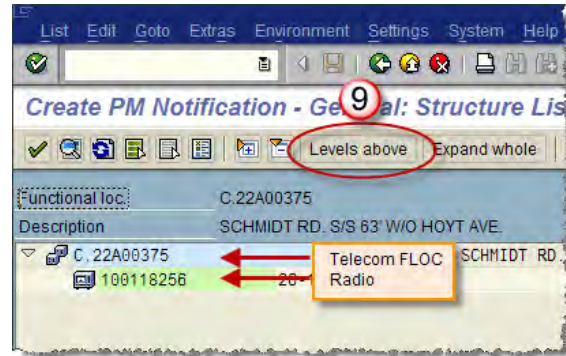 List Edit Goto Extras Environment Settings System Help
9
Create PM Notification - General: Structure Lis
Levels above Expand whole
Functional loc. C.22A00375
Description SCHMIDT RD. S/S 63' W/O HOYT AVE.
C.22A00375 Telecom FLOC SCHMIDT RD.
100118256 Radio